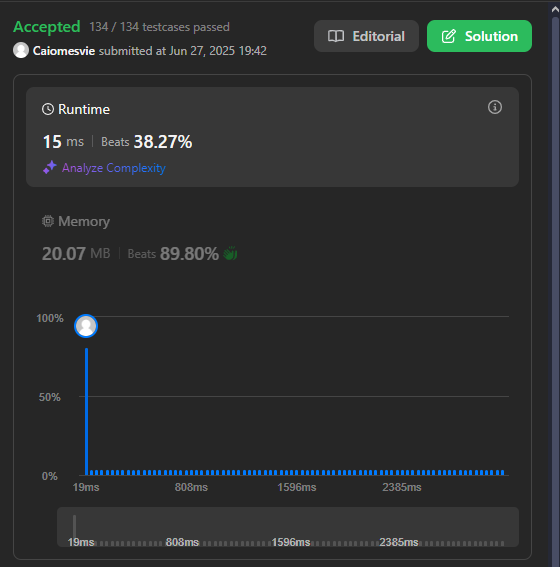 Accepted 134 / 134 testcases passed
Caiomesvie submitted at Jun 27, 2025 19:42
Editorial
Solution
Runtime
15 ms | Beats 38.27%
Analyze Complexity
Memory
20.07 MB | Beats 89.80%
100%
50%
0%
19ms 808ms 1596ms 2385ms
19ms 808ms 1596ms 2385ms